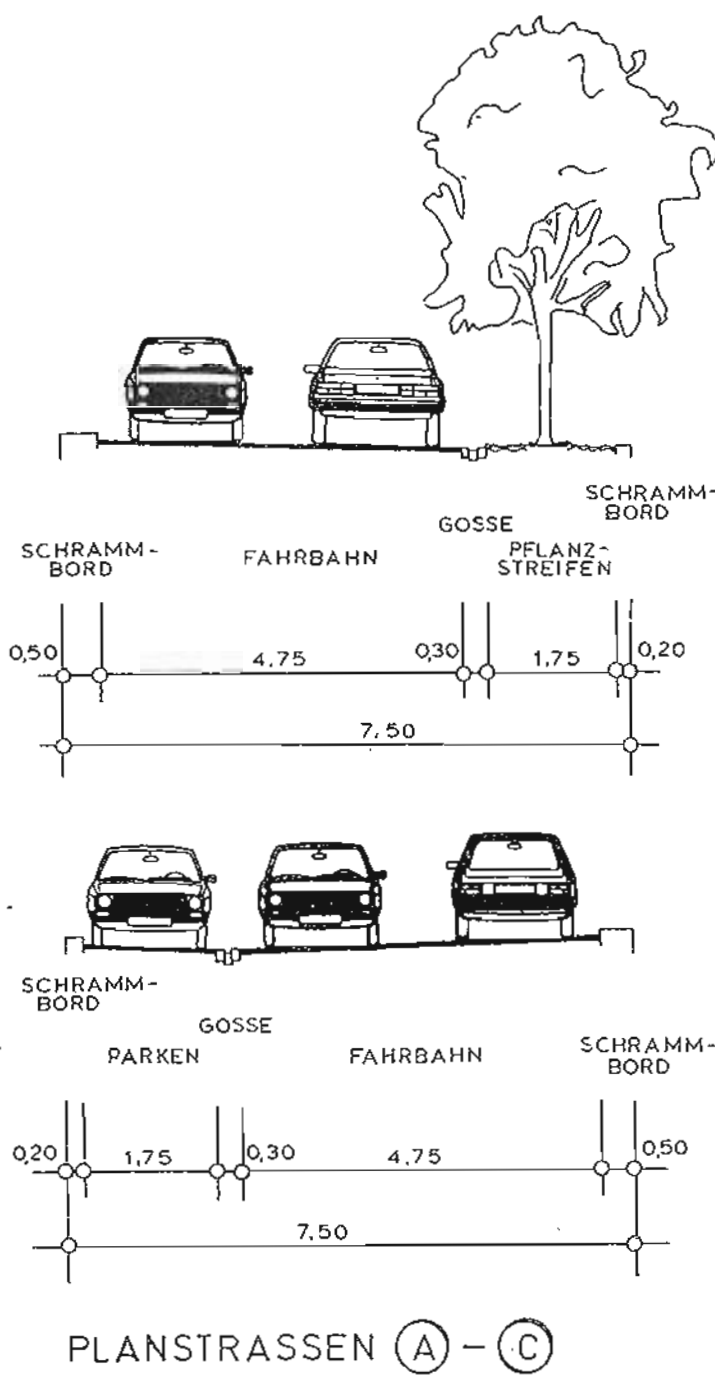 SCHRAMM-
BORD
GOSSE
SCHRAMM-
BORD
FAHRBAHN
PFLANZ-
STREIFEN
0,50
4,75
0,30
1,75
0,20
7,50
SCHRAMM-
BORD
GOSSE
PARKEN
FAHRBAHN
SCHRAMM-
BORD
0,20
1,75
0,30
4,75
0,50
7,50
PLANSTRASSEN A - C